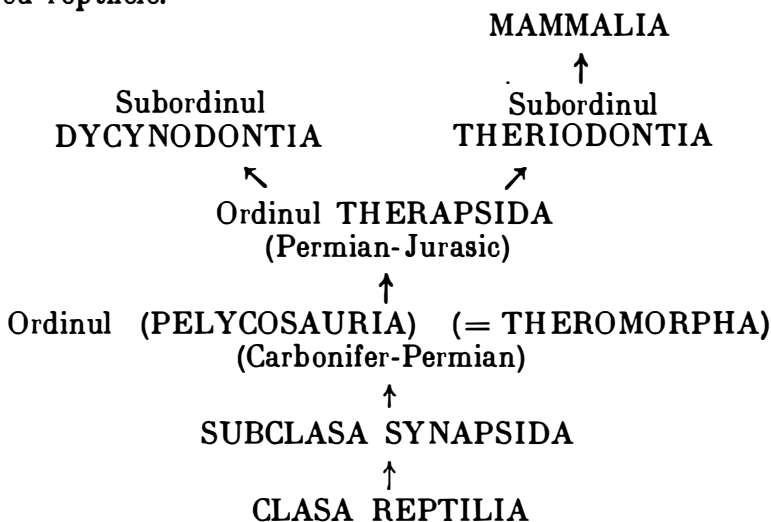 MAMMALIA
Subordinul Subordinul
DYCYNODONTIA THERIODONTIA
Ordinul THERAPSIDA
(Permian-Jurasic)
Ordinul (PELYCOSAURIA) (= THEROMORPHA)
(Carbonifer-Permian)
SUBCLASA SYNAPSIDA
CLASA REPTILIA